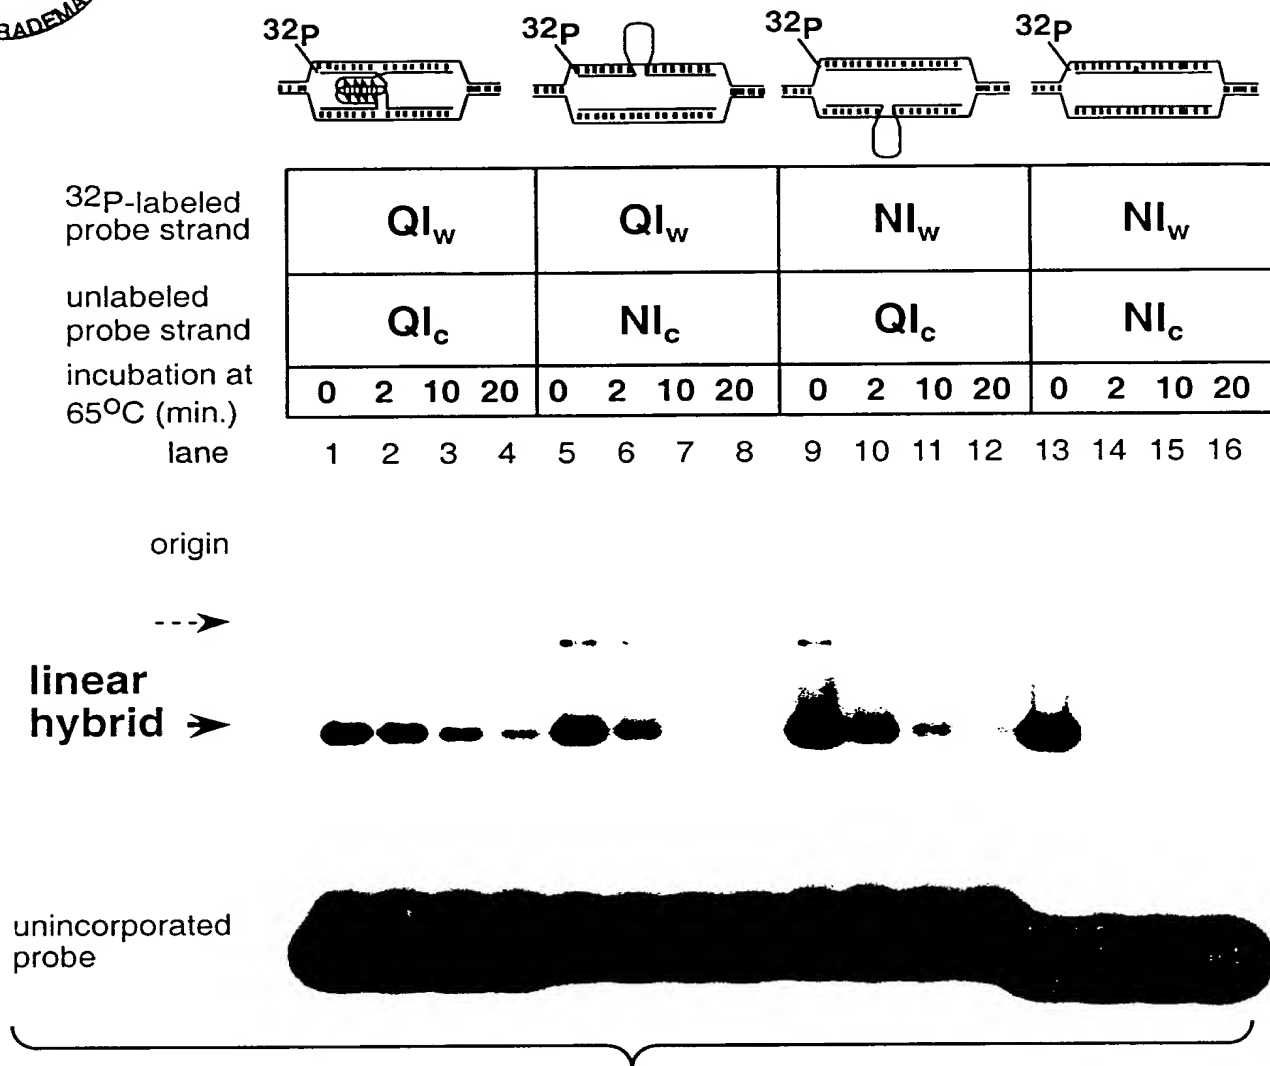 RADEMA
32P 32P 32P 32P
32P-labeled probe strand QIw QIw NIw NIw
unlabeled probe strand QIc NIc QIc NIc
incubation at 65°C (min.) 0 2 10 20 0 2 10 20 0 2 10 20 0 2 10 20
lane 1 2 3 4 5 6 7 8 9 10 11 12 13 14 15 16
origin
linear
hybrid
unincorporated
probe